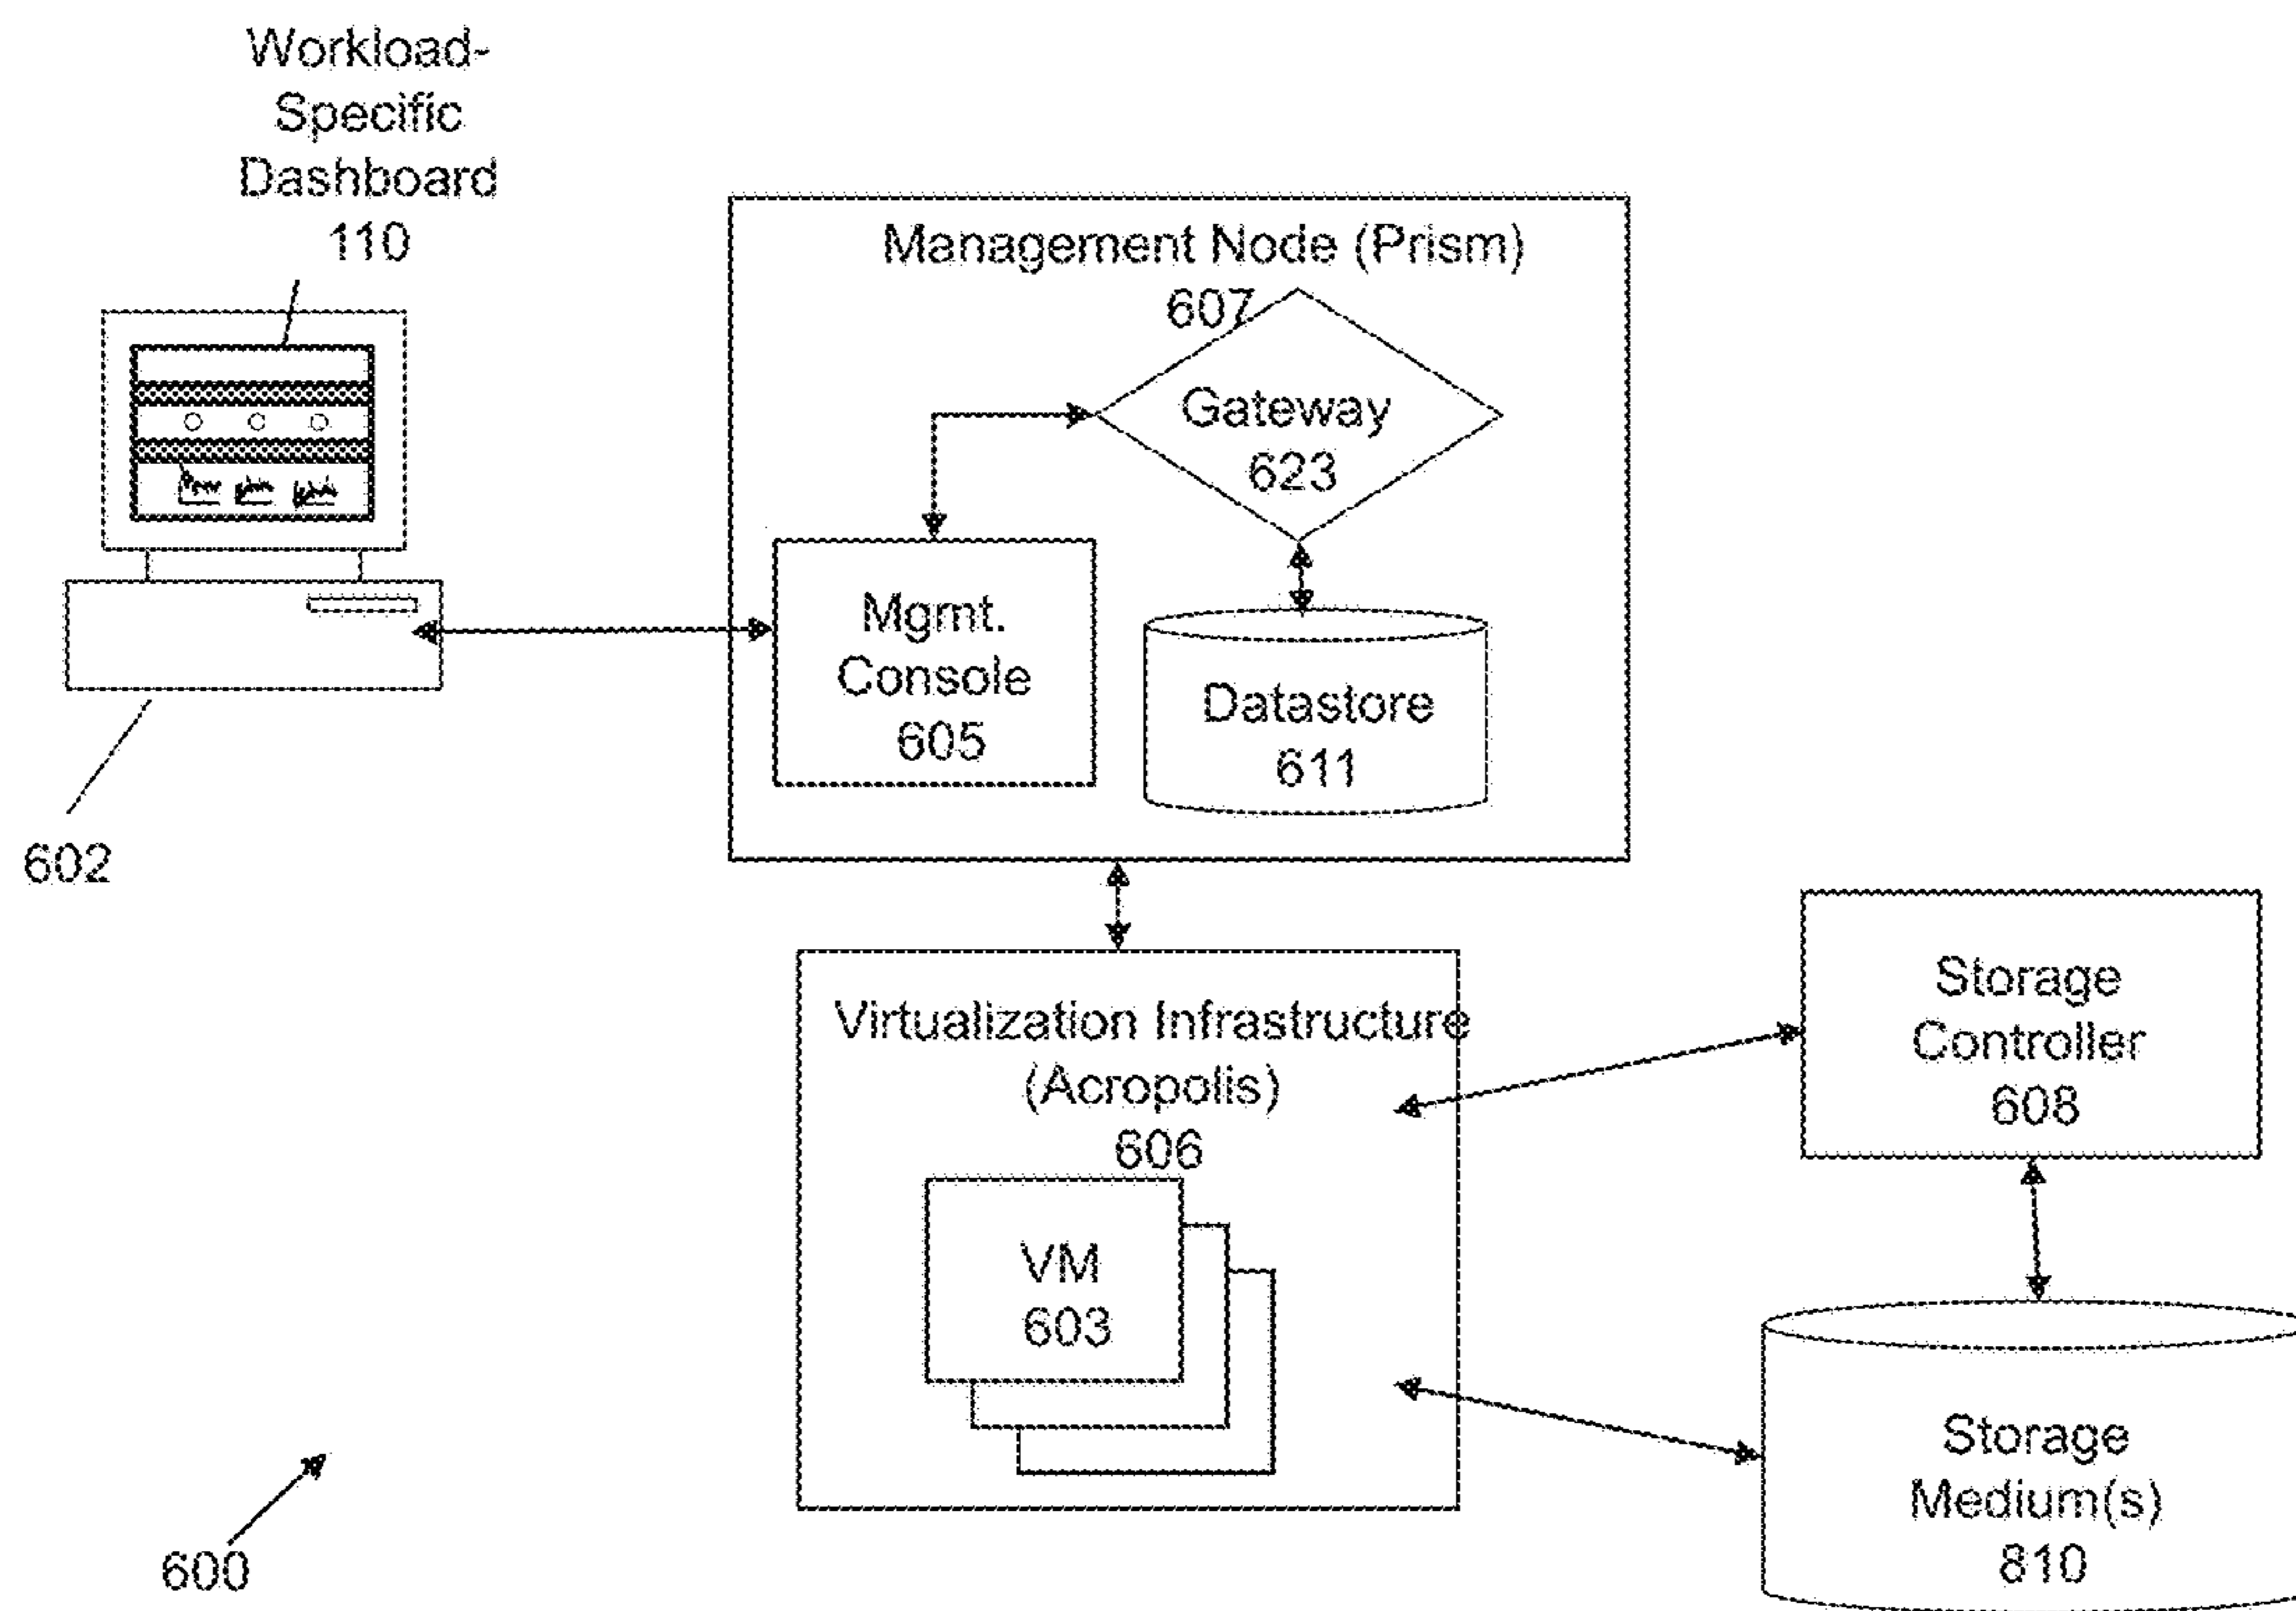 Workload-
Specific
Dashboard
110
Management Node (Prism)
607
Gateway
623
Mgmt.
Console
605
Datastore
611
602
Virtualization Infrastructure
(Acropolis)
606
VM
603
Storage
Controller
608
Storage
Medium(s)
810
600